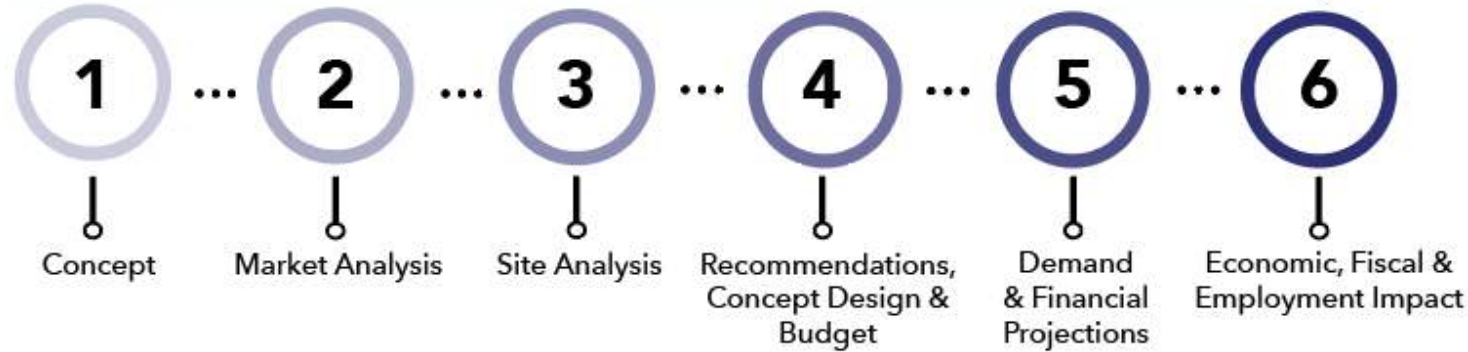 1 ... 2 ... 3 ... 4 ... 5 ... 6
Concept
Market Analysis
Site Analysis
Recommendations,
Concept Design &
Budget
Demand
& Financial
Projections
Economic, Fiscal &
Employment Impact